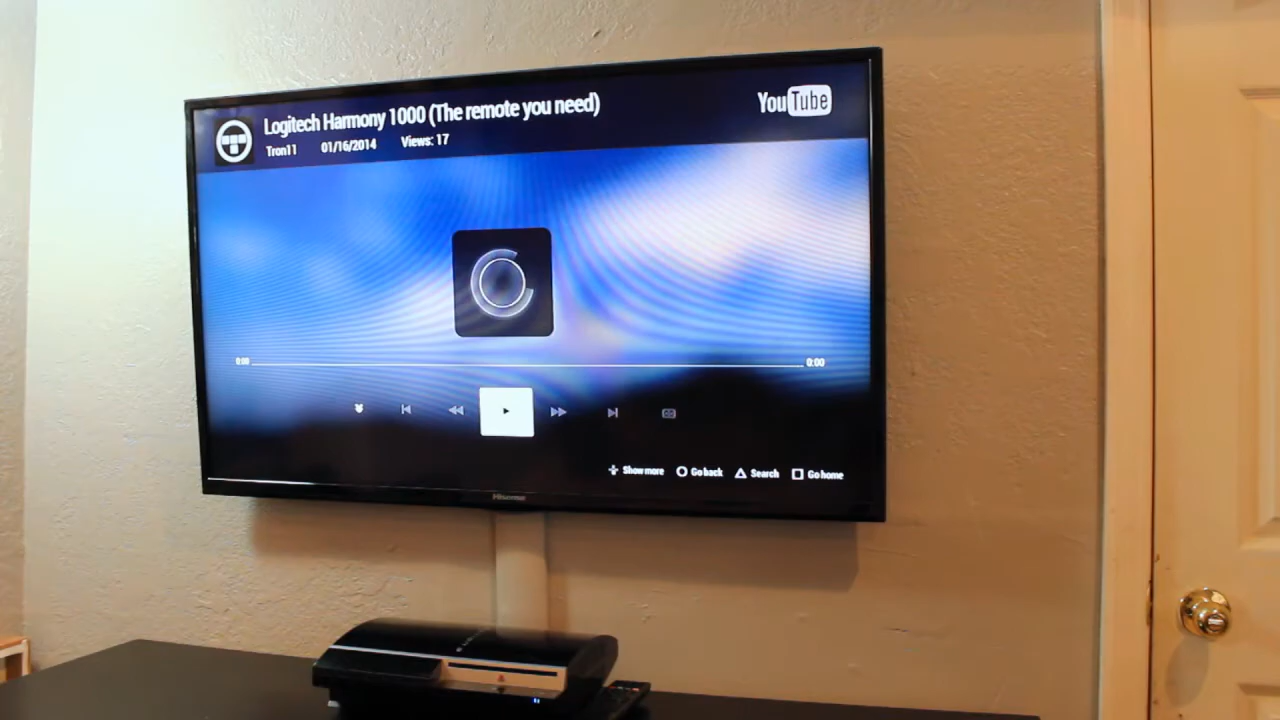 Logitech Harmony 1000 (The remote you need)
Tron11 01/16/2014 Views: 17
YouTube
0:00 0:00
Show more Go back Search Go home
Hisense